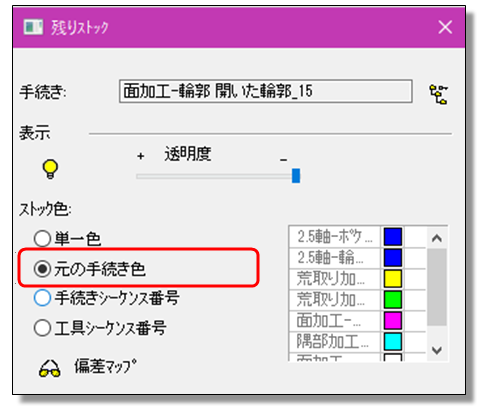 残りストック
手続き: 面加工-輪郭 開いた輪郭_15
表示
+ 透明度 -
ストック色:
単一色
元の手続き色
手続きシーケンス番号
工具シーケンス番号
偏差マップ
2.5軸-ポケ...
2.5軸-輪...
荒取り加...
荒取り加...
面加工-...
隅部加工...
面加工